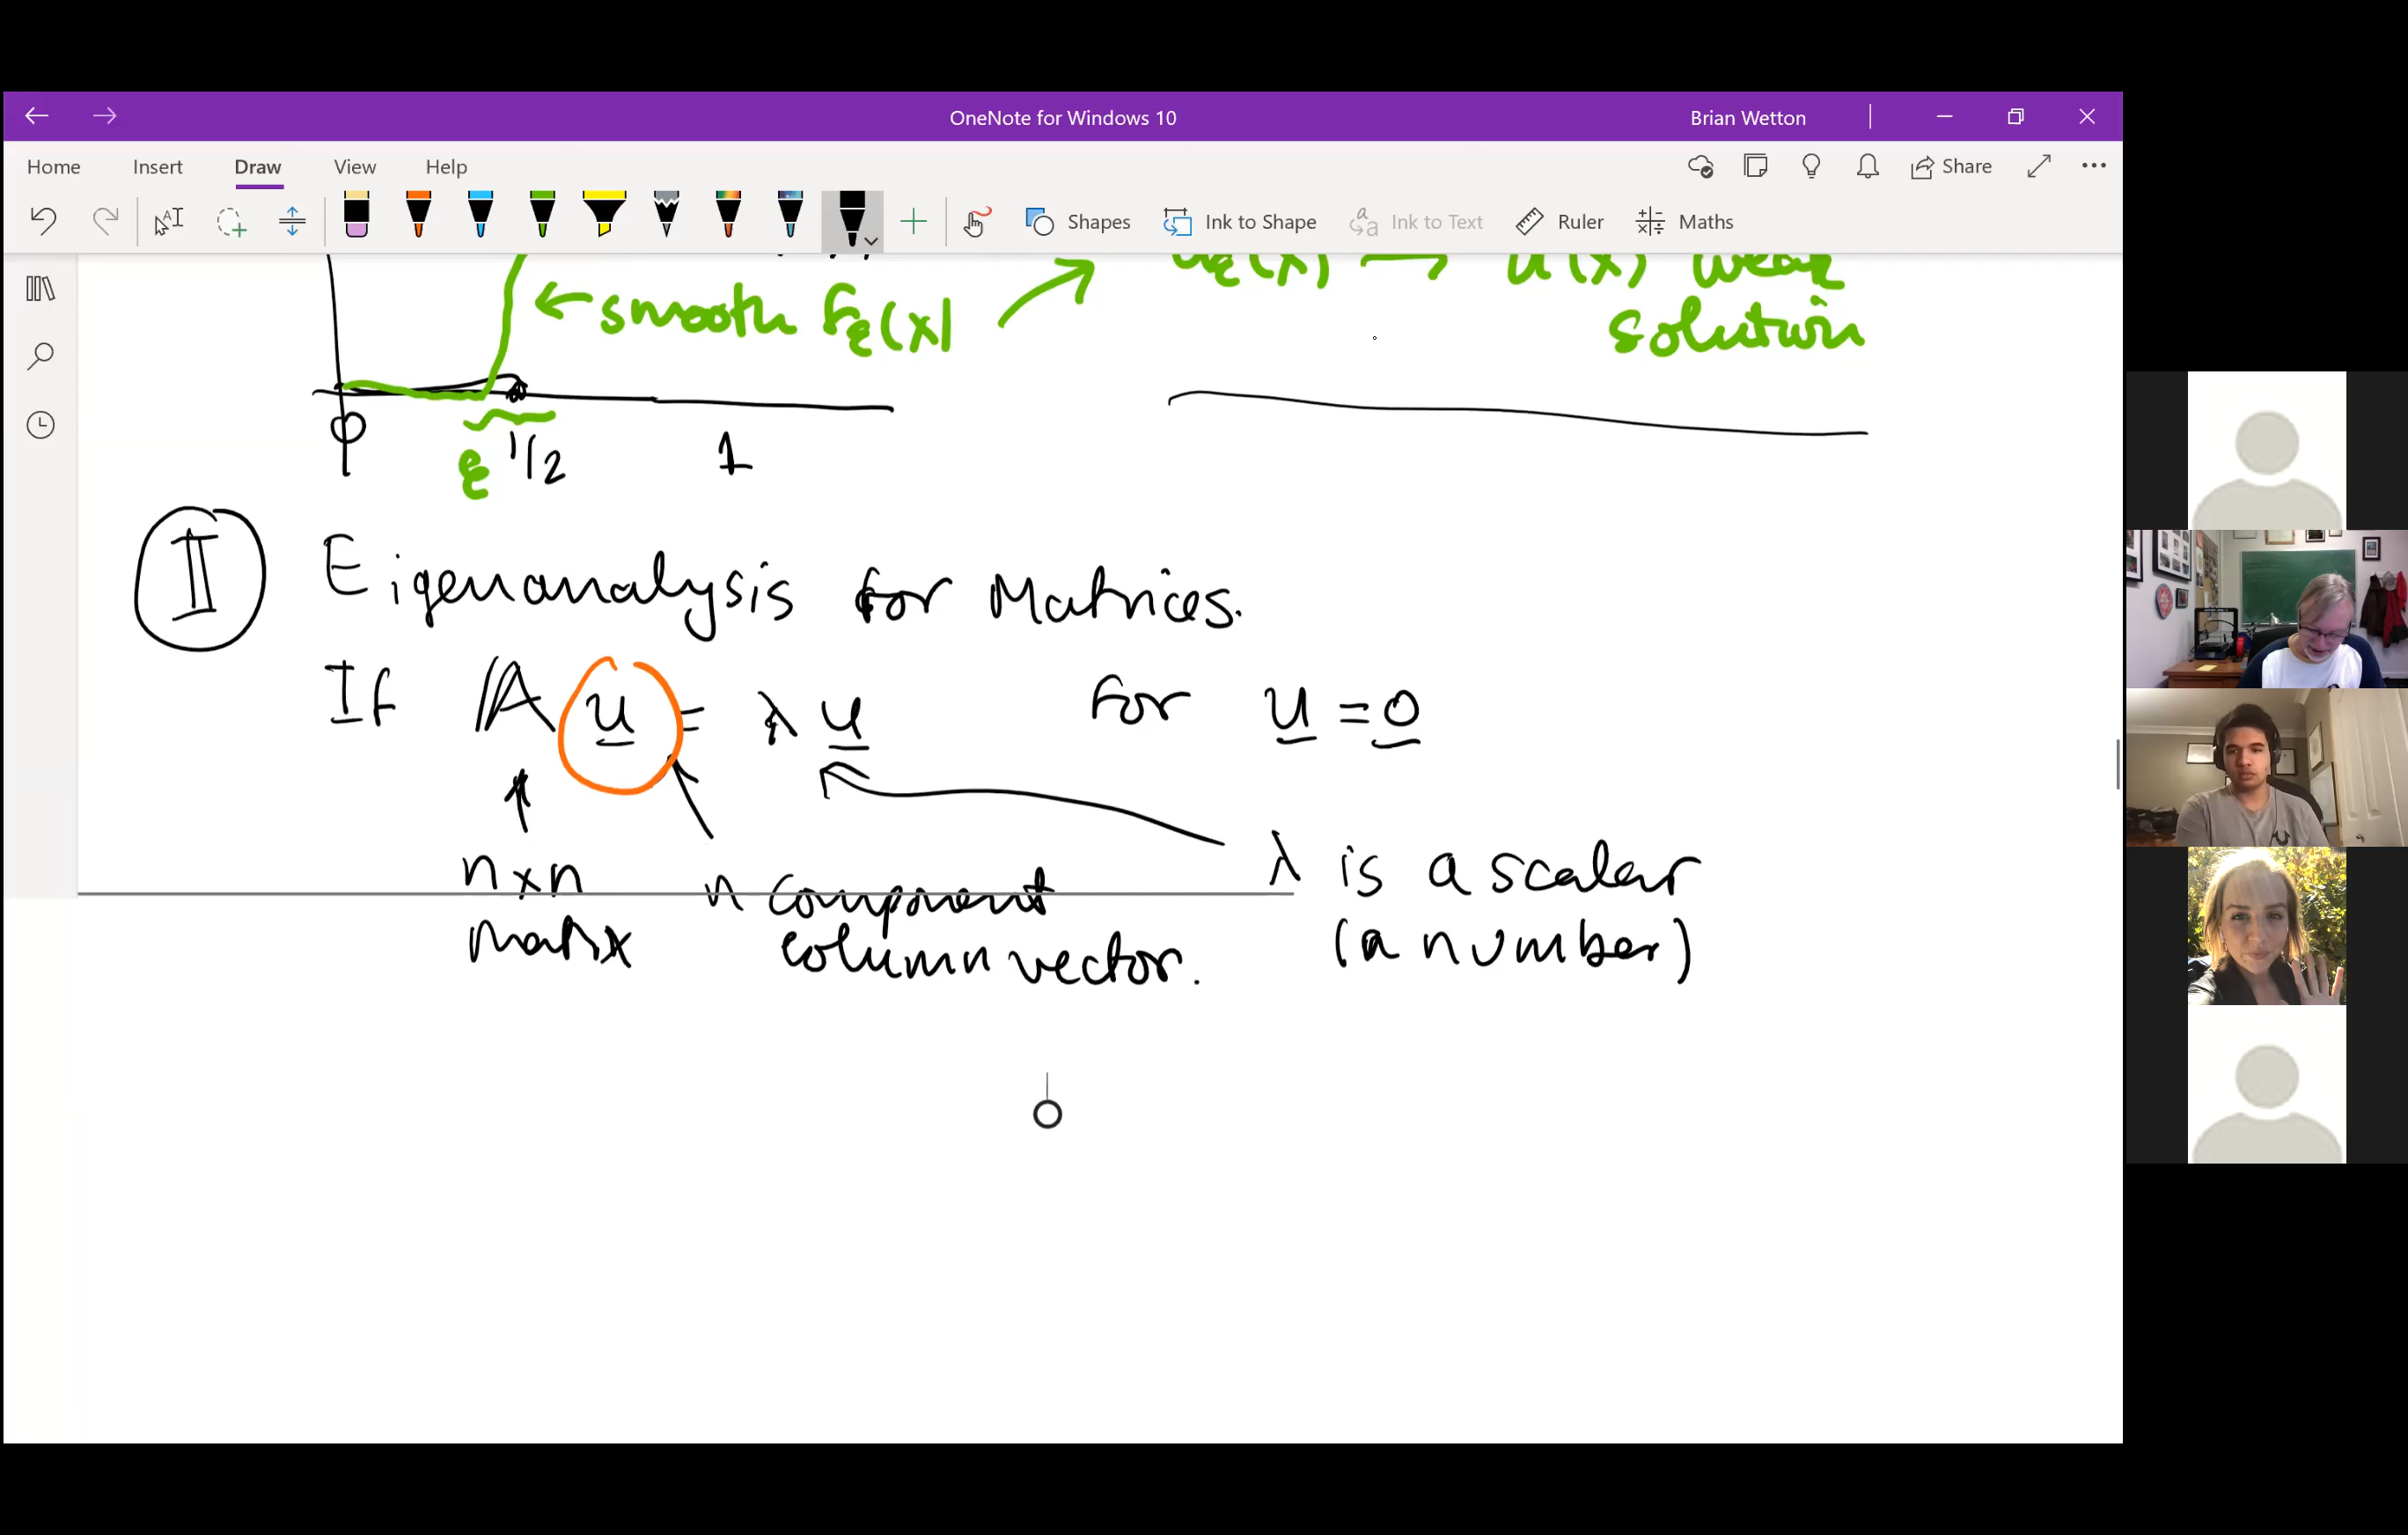 OneNote for Windows 10
Brian Wetton
Home Insert Draw View Help
Share
Shapes Ink to Shape Ink to Text Ruler Maths
uε(x) → u(x) weak
← smooth fε(x)
solution
0 ε 1/2 1
II Eigenanalysis for Matrices.
If A u = λ u for u = 0
n×n n component λ is a scalar
matrix column vector. (a number)